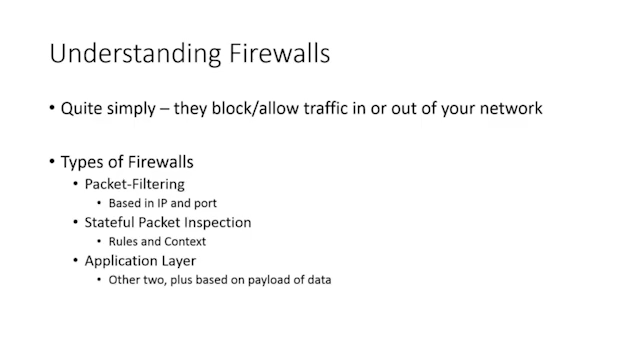 Understanding Firewalls
• Quite simply – they block/allow traffic in or out of your network
• Types of Firewalls
• Packet-Filtering
• Based in IP and port
• Stateful Packet Inspection
• Rules and Context
• Application Layer
• Other two, plus based on payload of data